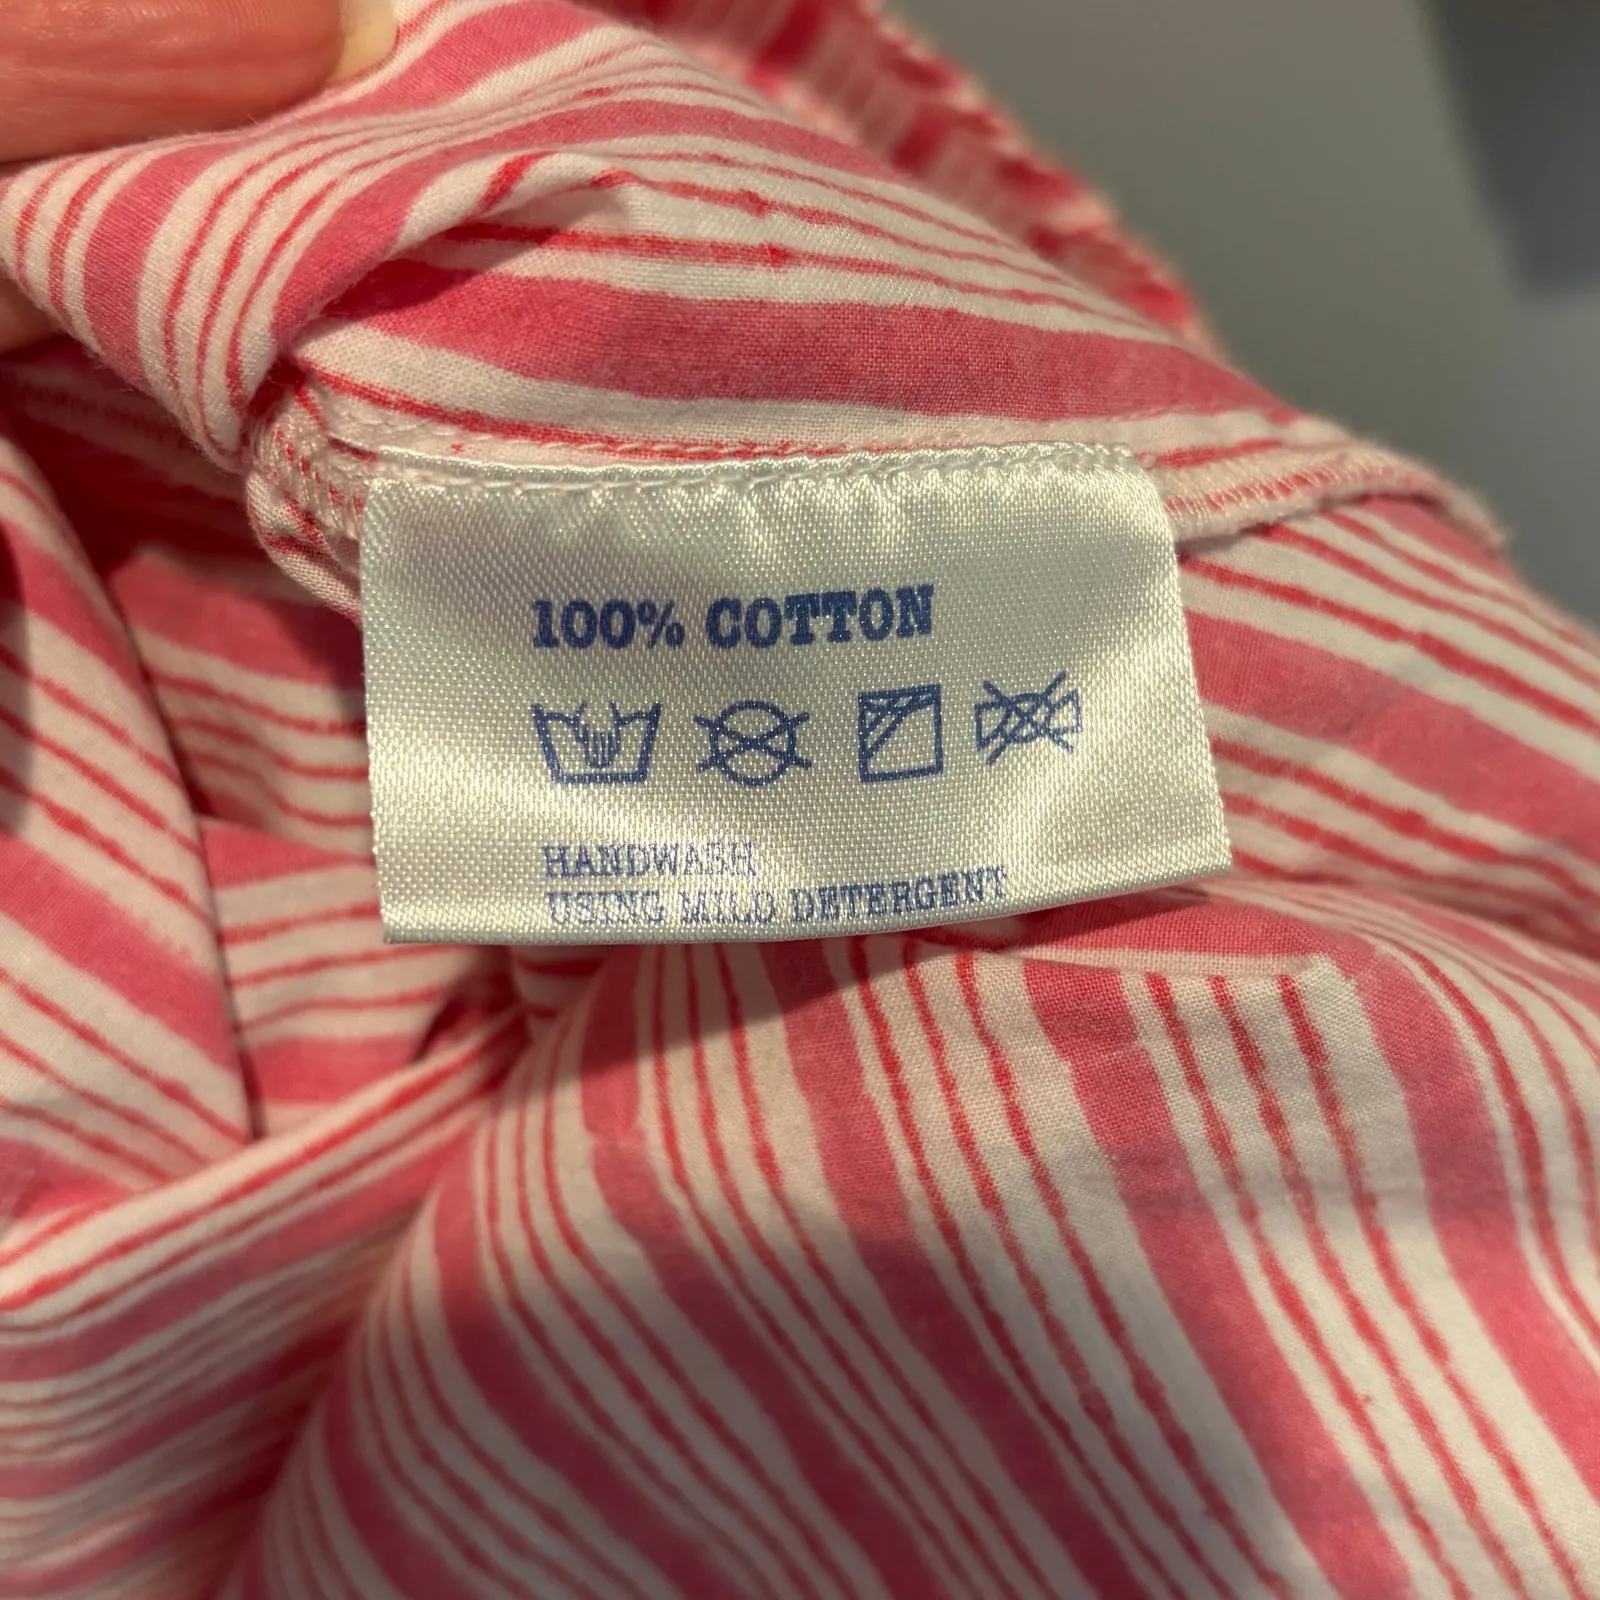 100% COTTON
HANDWASH
USING MILD DETERGENT